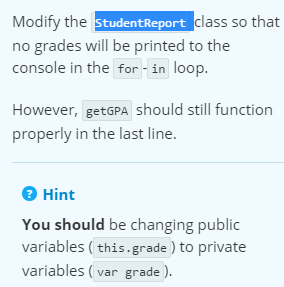 Modify the StudentReport class so that
no grades will be printed to the
console in the for-in loop.
However, getGPA should still function
properly in the last line.
? Hint
You should be changing public
variables (this.grade) to private
variables (var grade).